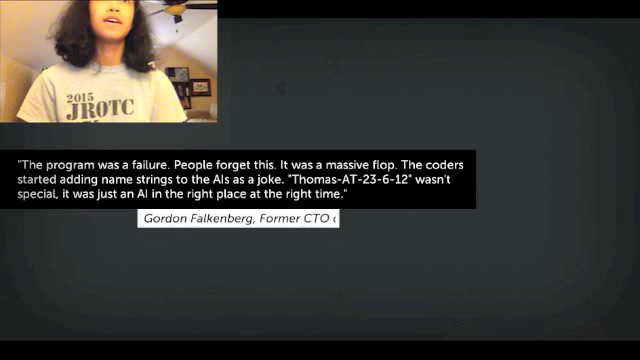 2015
JROTC
"The program was a failure. People forget this. It was a massive flop. The coders
started adding name strings to the AIs as a joke. "Thomas-AT-23-6-12" wasn't
special, it was just an AI in the right place at the right time."
Gordon Falkenberg, Former CTO